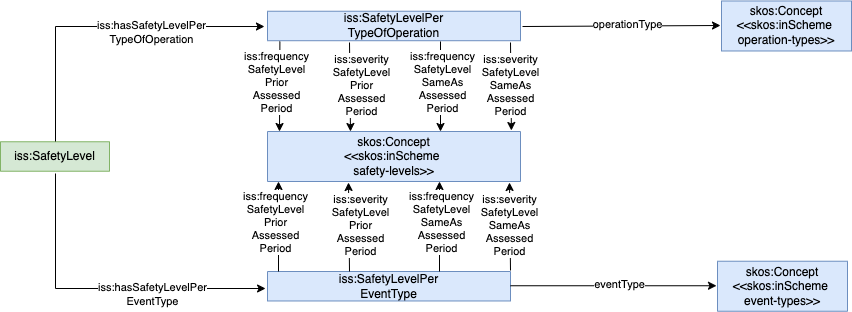 iss:hasSafetyLevelPer
TypeOfOperation
iss:SafetyLevelPer
TypeOfOperation
operationType
skos:Concept
<<skos:inScheme
operation-types>>
iss:frequency
SafetyLevel
Prior
Assessed
Period
iss:severity
SafetyLevel
Prior
Assessed
Period
iss:frequency
SafetyLevel
SameAs
Assessed
Period
iss:severity
SafetyLevel
SameAs
Assessed
Period
iss:SafetyLevel
skos:Concept
<<skos:inScheme
safety-levels>>
iss:frequency
SafetyLevel
Prior
Assessed
Period
iss:severity
SafetyLevel
Prior
Assessed
Period
iss:frequency
SafetyLevel
SameAs
Assessed
Period
iss:severity
SafetyLevel
SameAs
Assessed
Period
iss:hasSafetyLevelPer
EventType
iss:SafetyLevelPer
EventType
eventType
skos:Concept
<<skos:inScheme
event-types>>